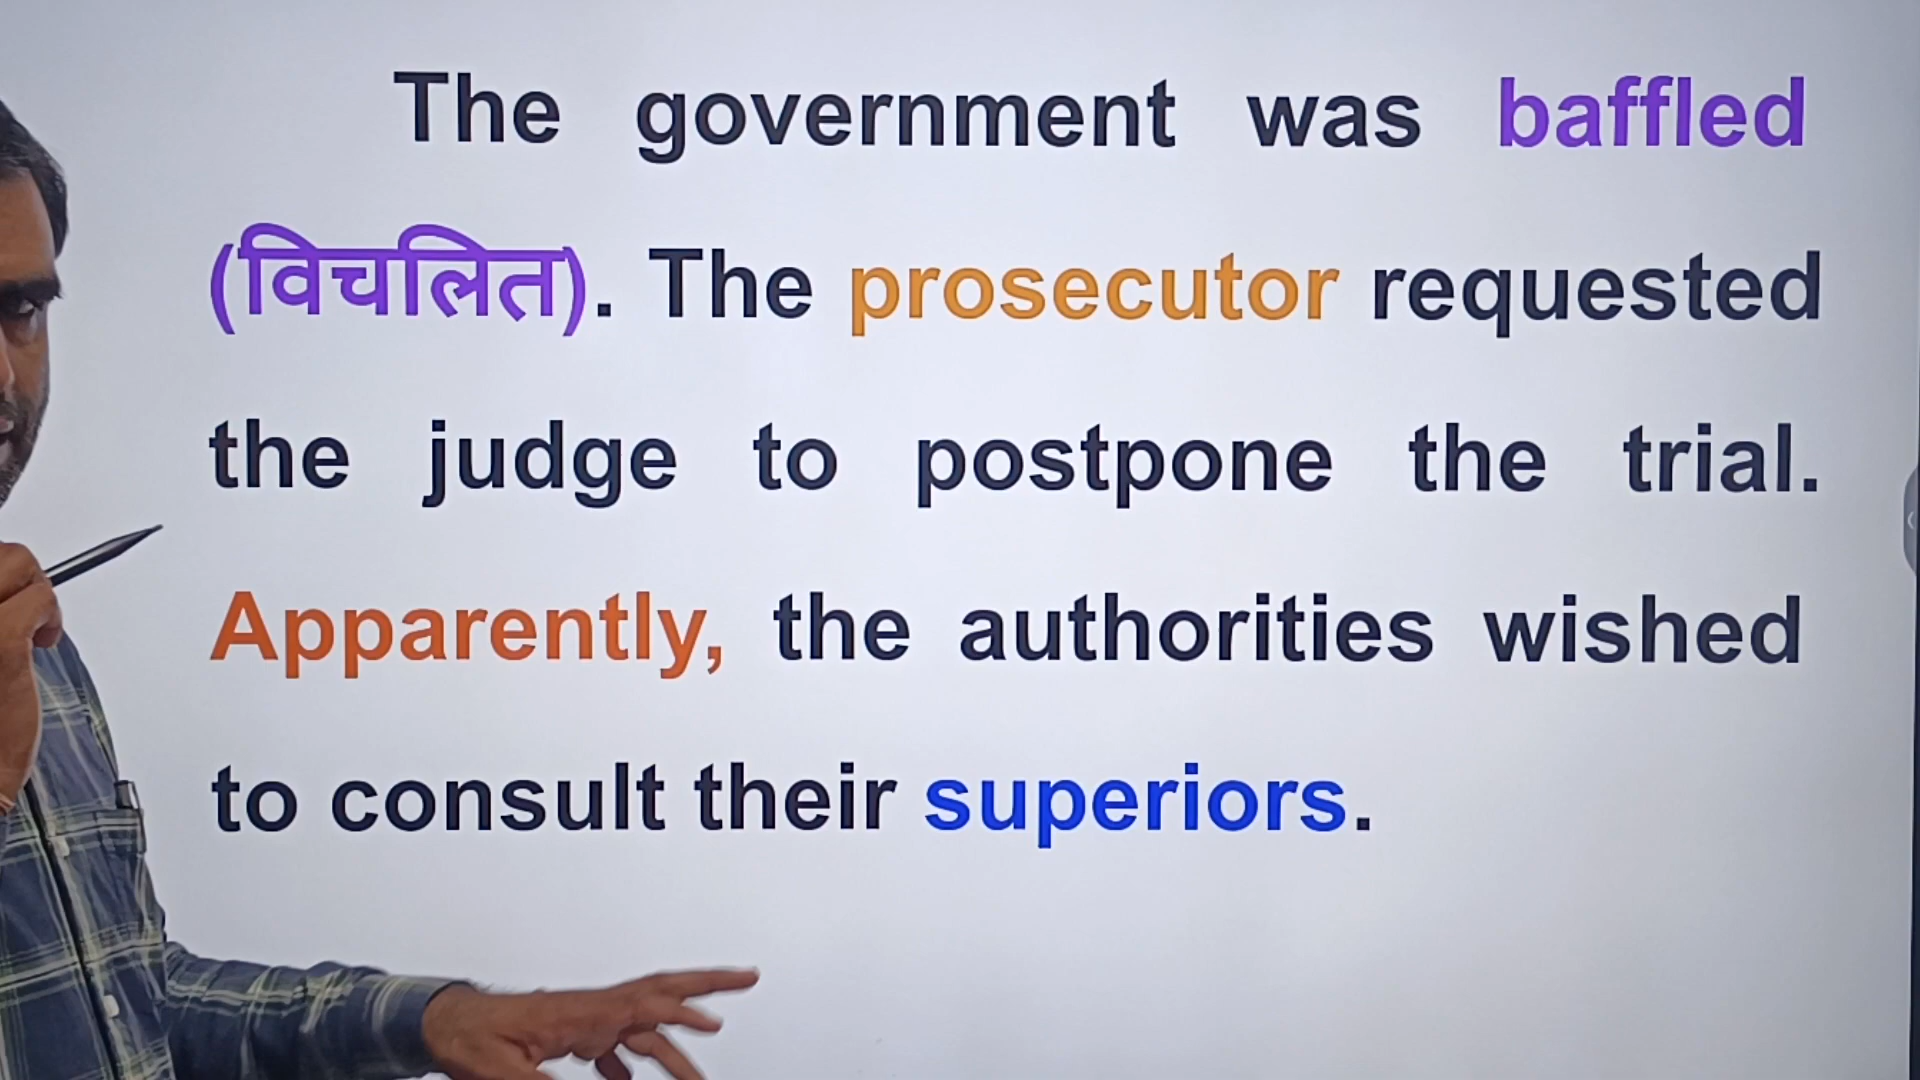 The government was baffled
(विचलित). The prosecutor requested
the judge to postpone the trial.
Apparently, the authorities wished
to consult their superiors.